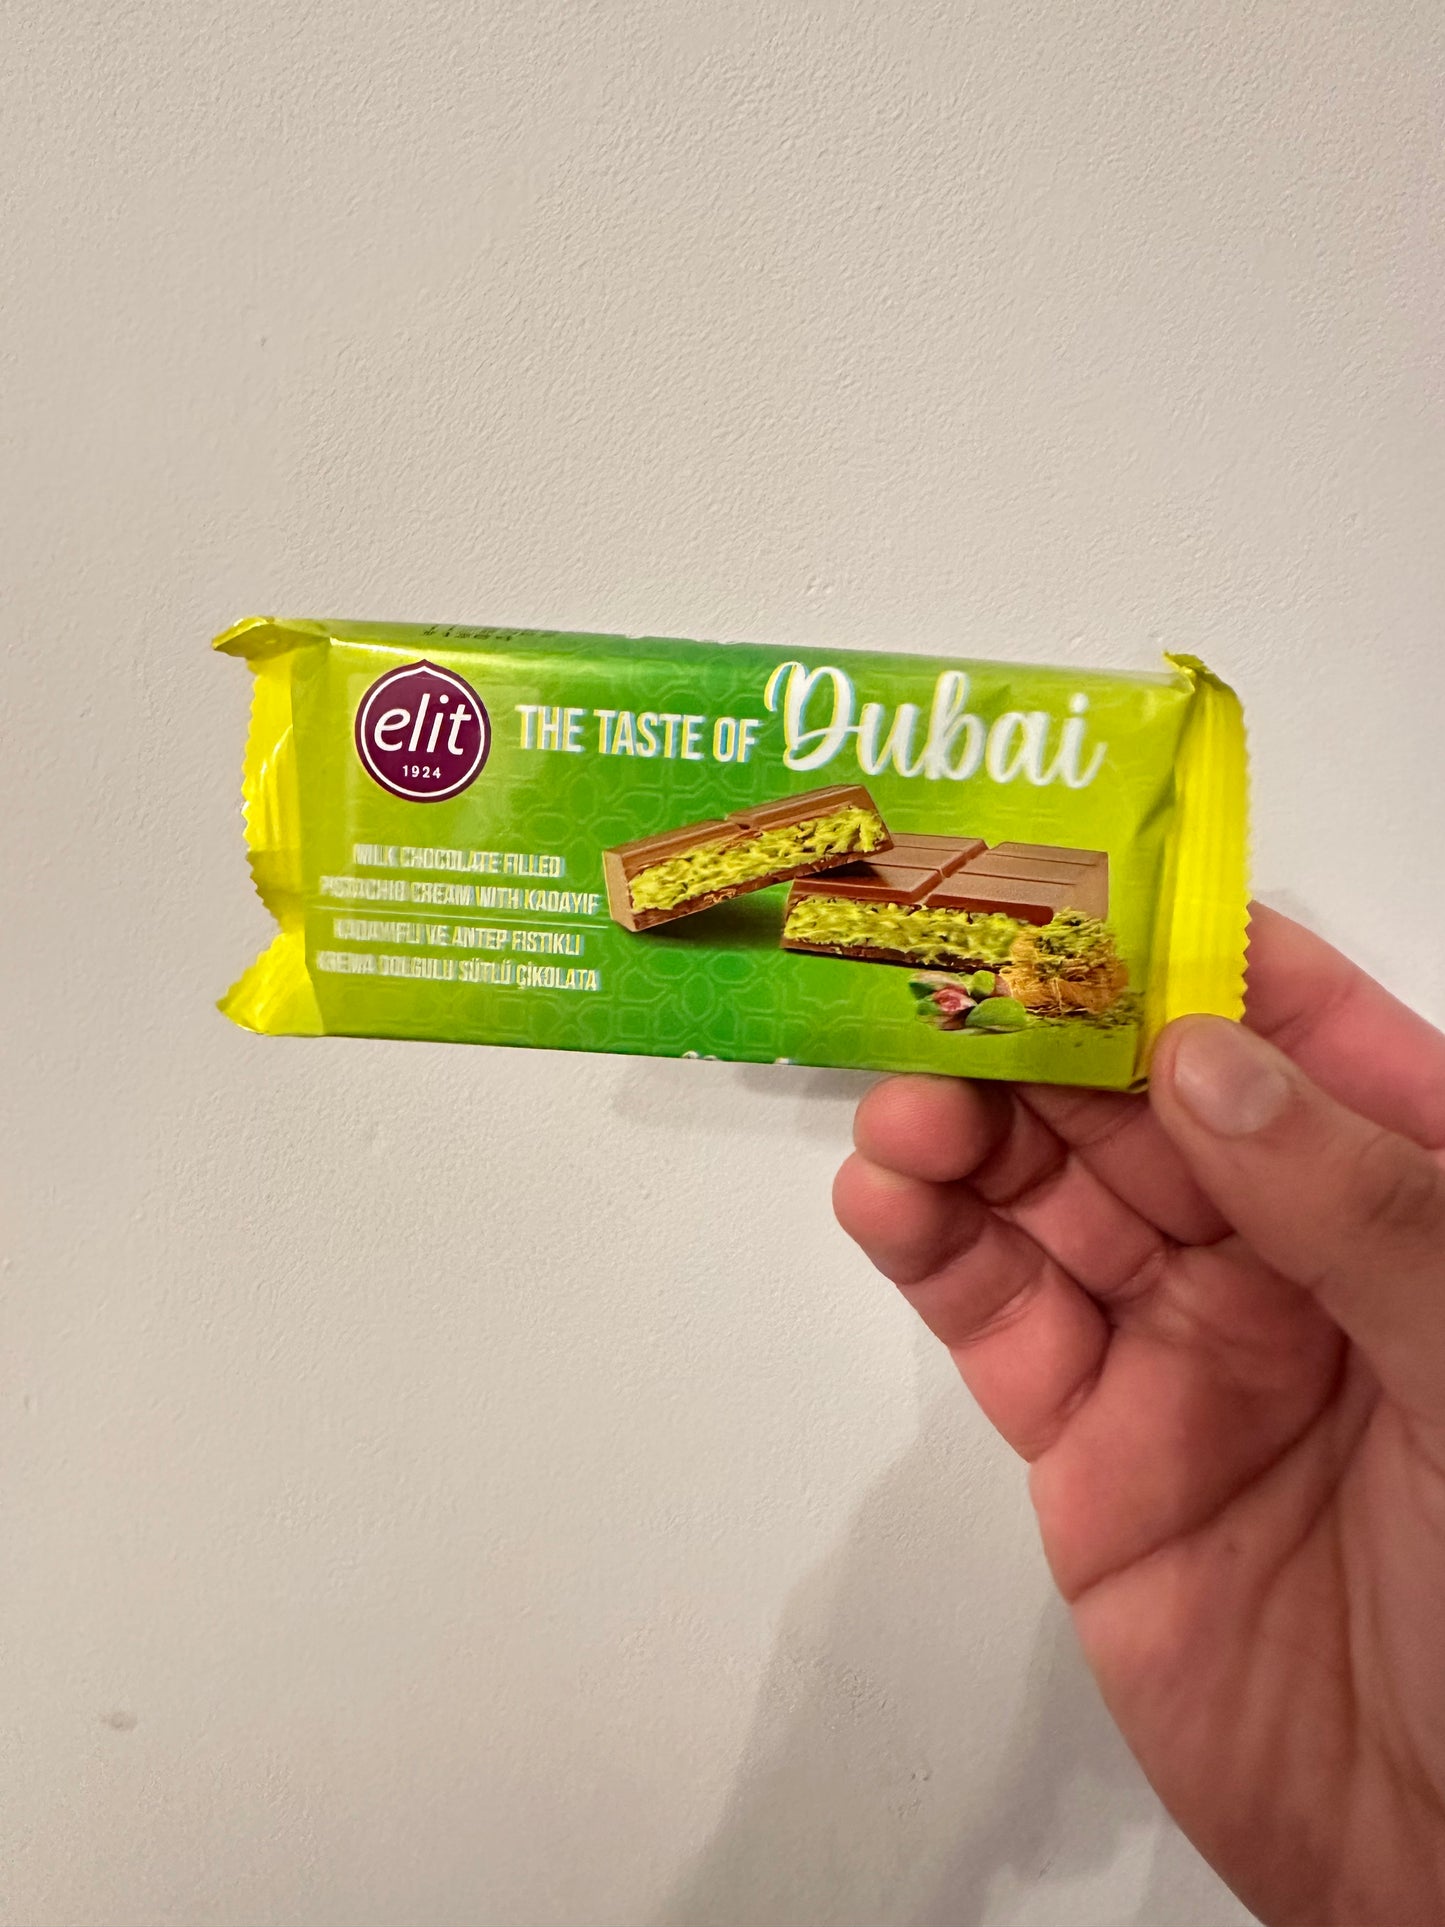 elit
1924
THE TASTE OF Dubai
MILK CHOCOLATE FILLED
PISTACHIO CREAM WITH KADAYIF
KADAYIFLI VE ANTEP FISTIKLI
KREMA DOLGULU SÜTLÜ ÇİKOLATA